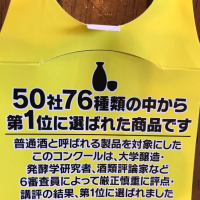 50社76種類の中から
第1位に選ばれた商品です
普通酒と呼ばれる製品を対象にした
このコンクールは、大学醸造・
発酵学研究者、酒類評論家など
6審査員によって厳正慎重に評点・
講評の結果、第1位に選ばれました